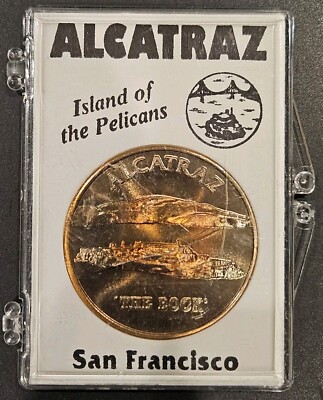 ALCATRAZ
Island of
the Pelicans
ALCATRAZ
'THE ROCK'
San Francisco